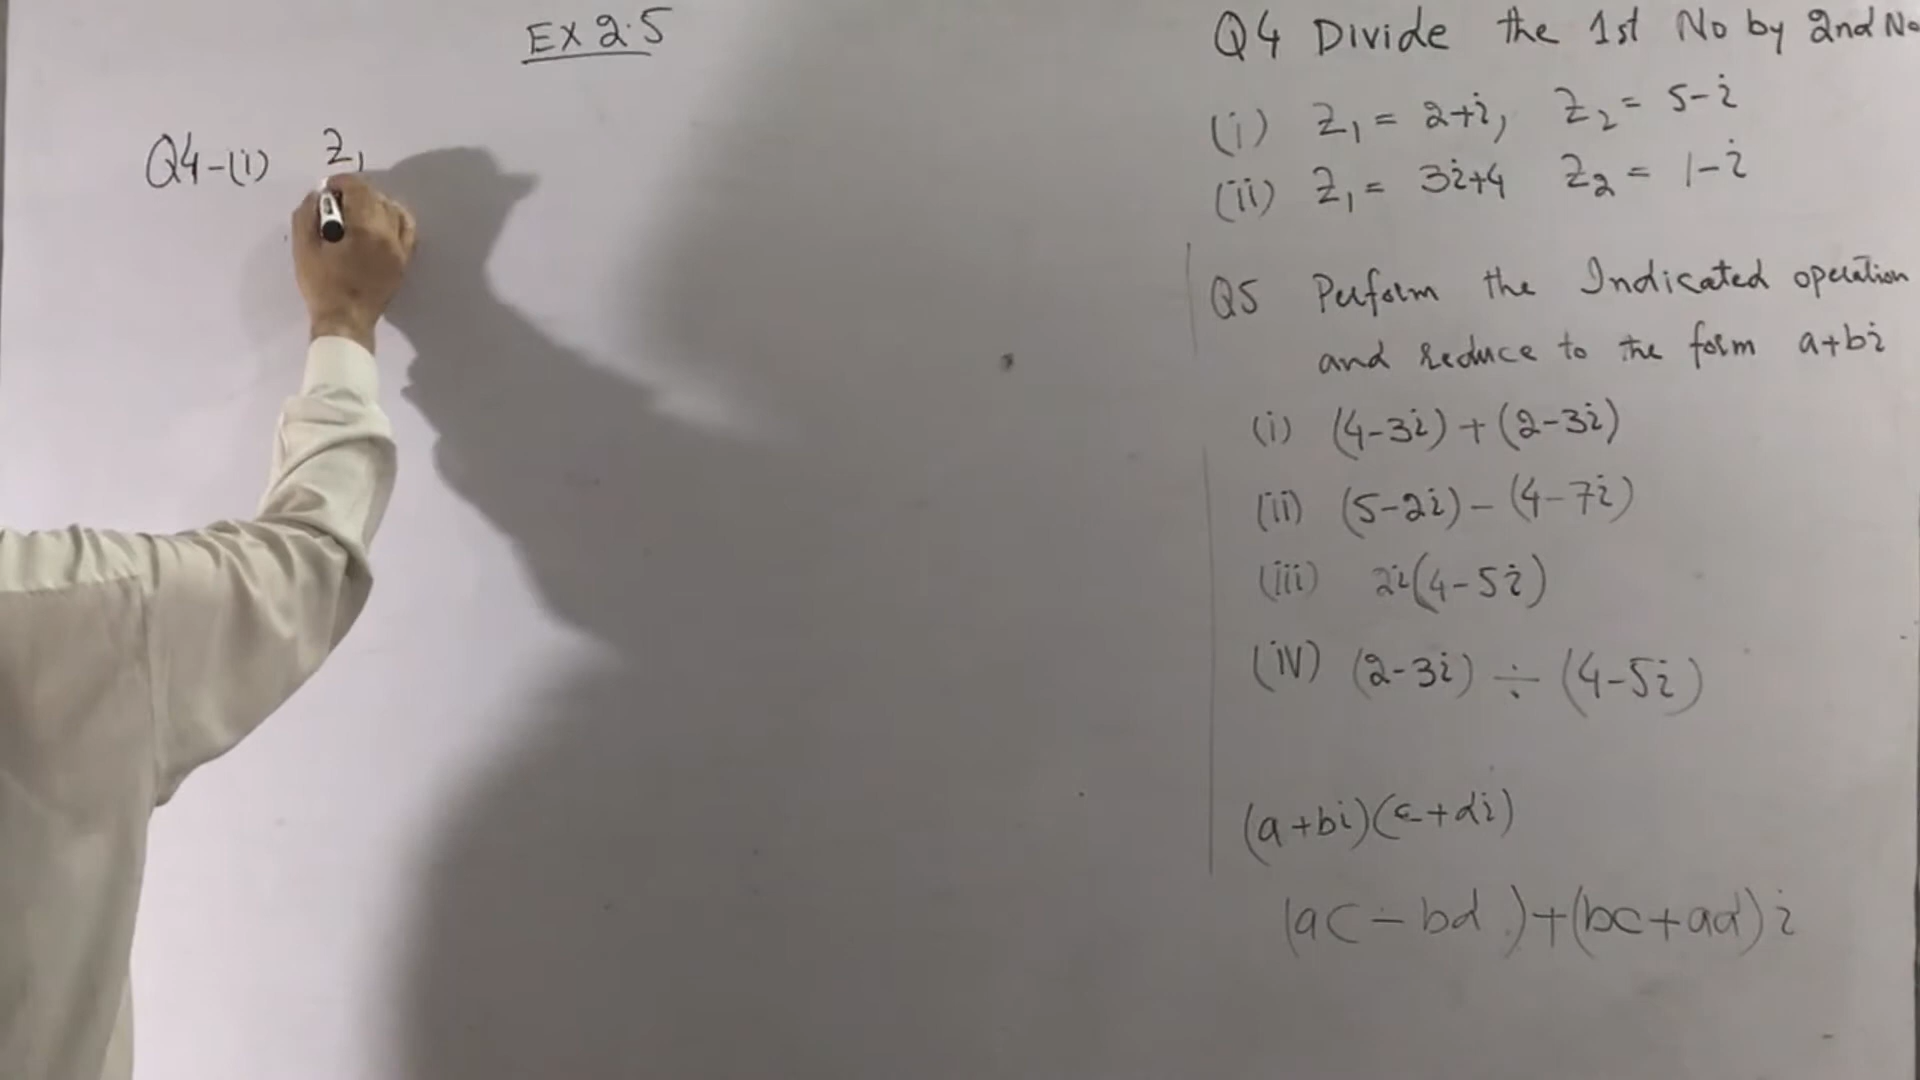 EX 2.5
Q4-(i) Z₁
Q4 Divide the 1st No by 2nd No
(i) Z₁ = 2+i, Z₂ = 5-i
(ii) Z₁ = 3i+4 Z₂ = 1-i
Q5 Perform the Indicated operation
and reduce to the form a+bi
(i) (4-3i)+(2-3i)
(ii) (5-2i)-(4-7i)
(iii) 2i(4-5i)
(iv) (2-3i) ÷ (4-5i)
(a+bi)(c+di)
(ac-bd)+(bc+ad)i